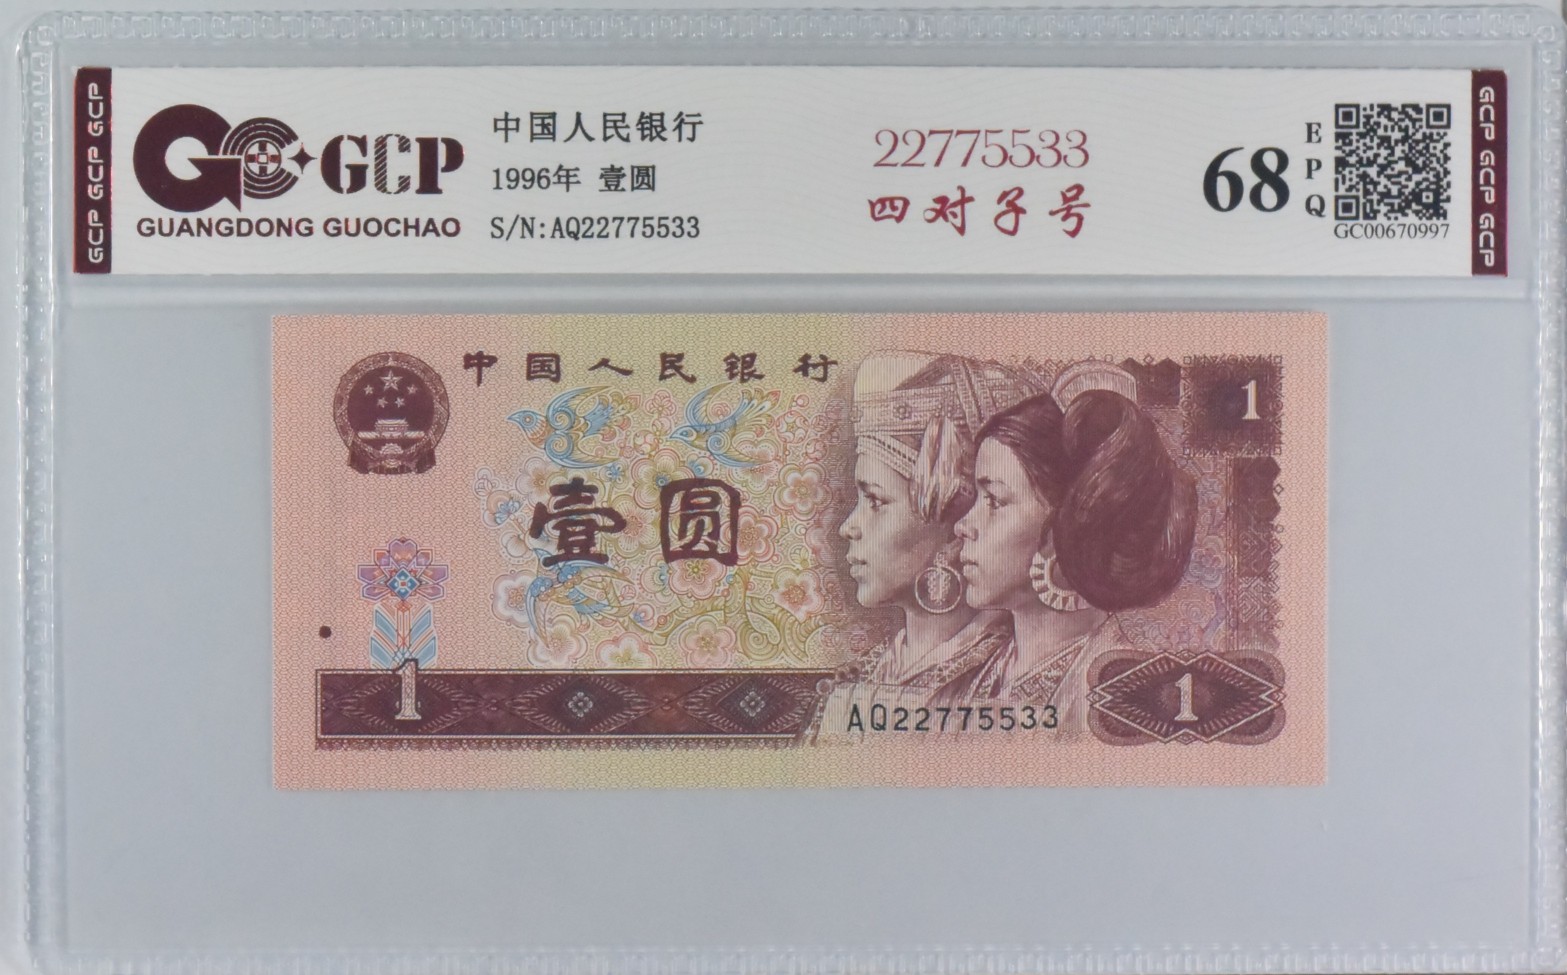 GCP GCP GCP
GCP
GUANGDONG GUOCHAO
中国人民银行
1996年 壹圆
S/N:AQ22775533
22775533
四对子号
68
EPQ
GC00670997
GCP GCP GCP
中国人民银行
1
壹圆
1
AQ22775533
1